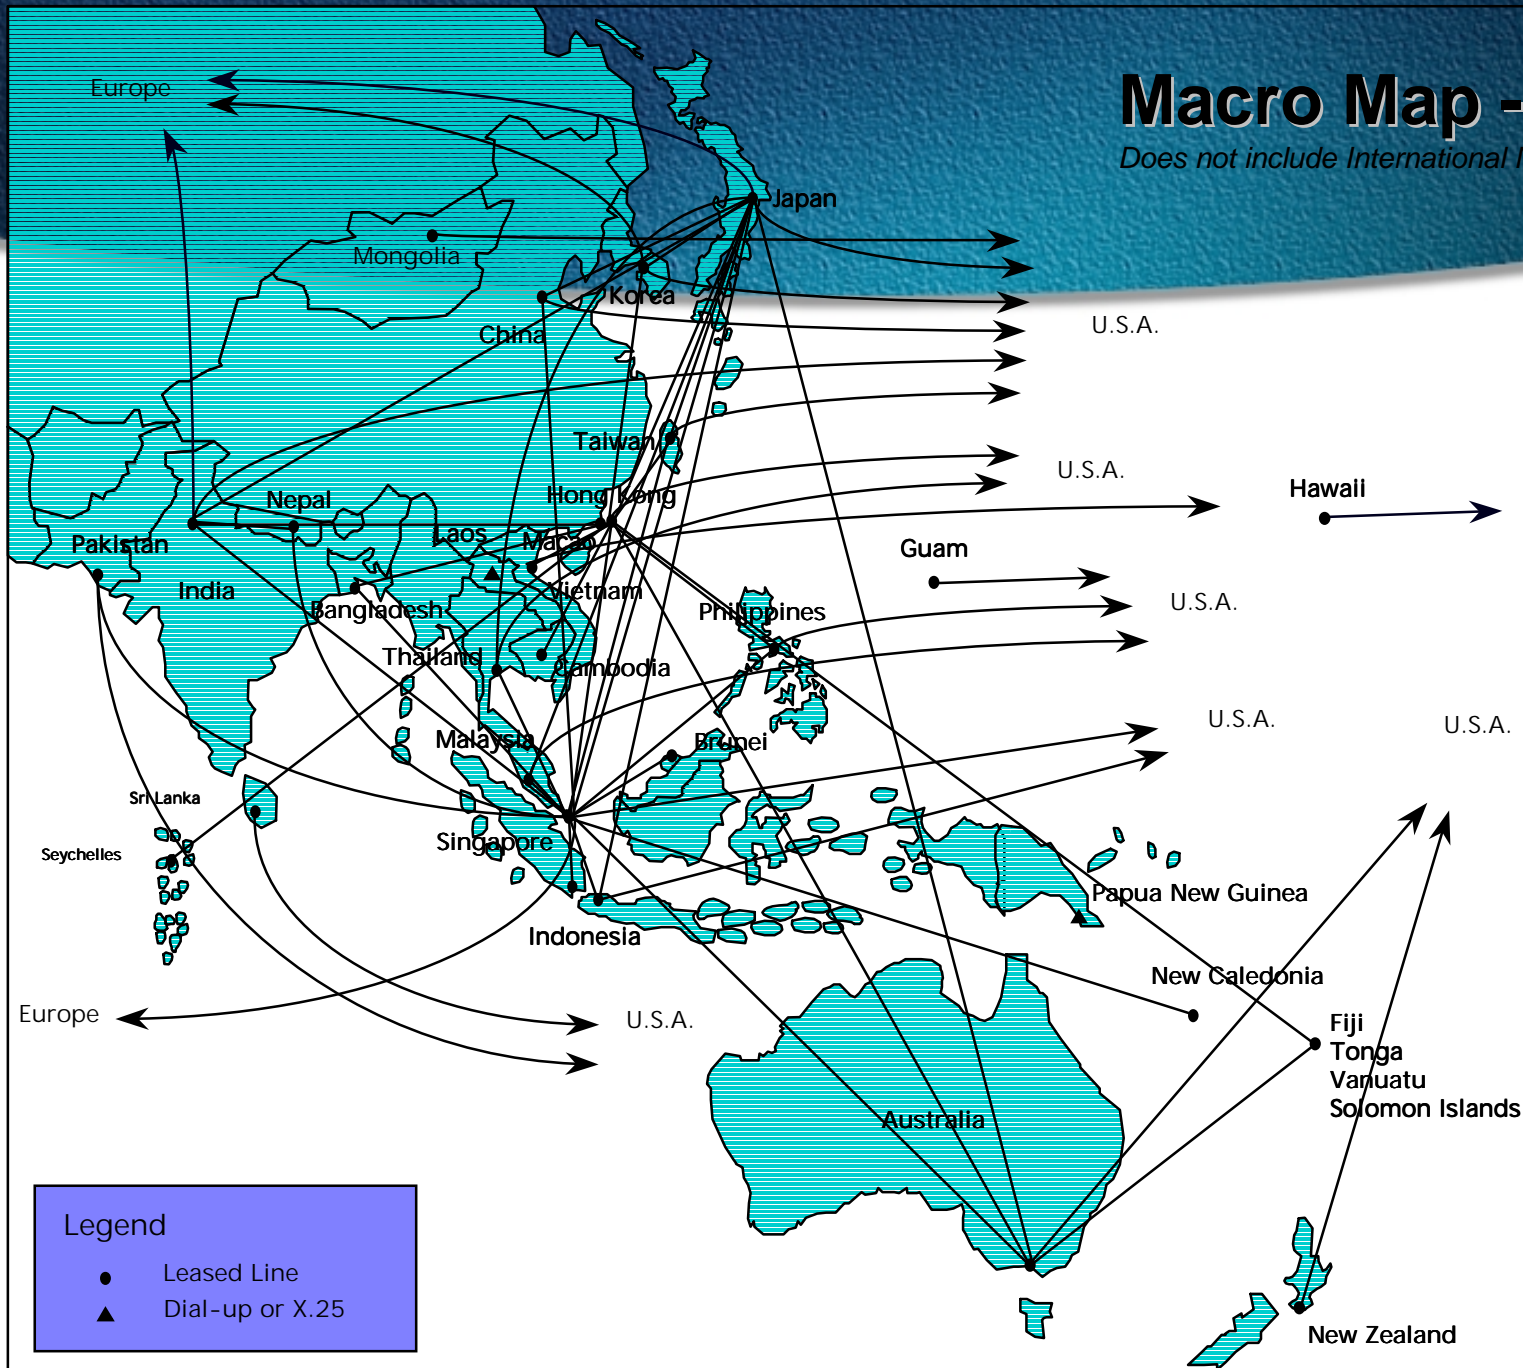 Macro Map -
Does not include International
Europe
Japan
Mongolia
Korea
China
U.S.A.
Taiwan
U.S.A.
Hong Kong
Hawaii
Nepal
Laos
Macao
Pakistan
Guam
India
Vietnam
Bangladesh
Philippines
U.S.A.
Thailand
Cambodia
U.S.A.
U.S.A.
Malaysia
Brunei
Sri Lanka
Singapore
Seychelles
Papua New Guinea
Indonesia
New Caledonia
Europe
U.S.A.
Fiji
Tonga
Vanuatu
Solomon Islands
Australia
Legend
Leased Line
Dial-up or X.25
New Zealand